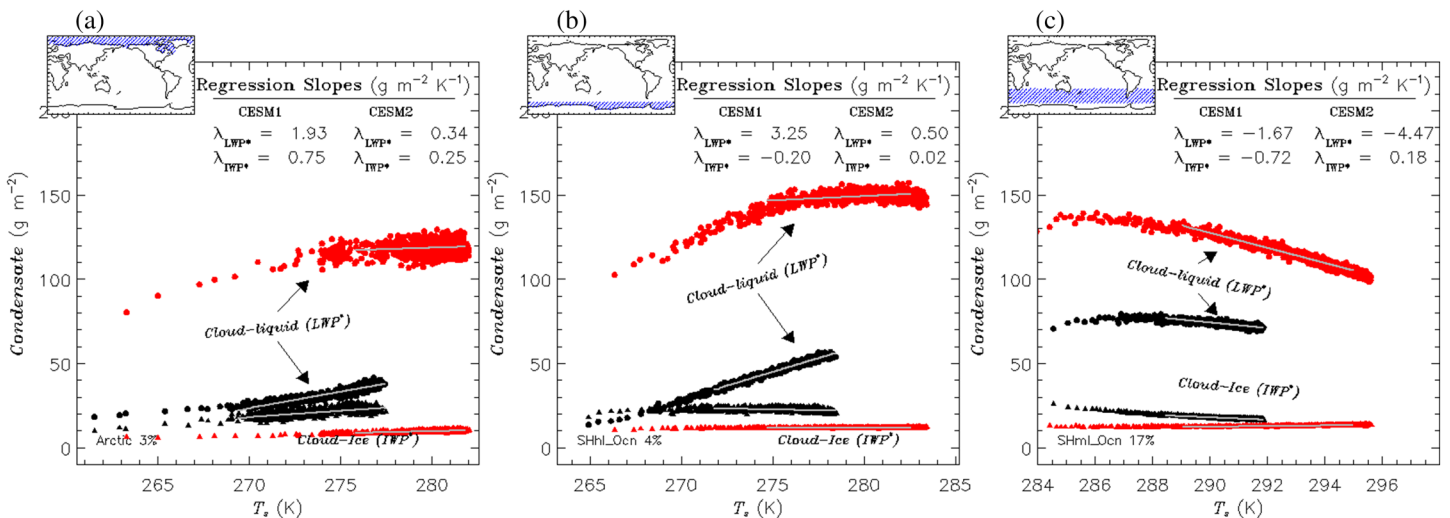 (a)
Regression Slopes (g m⁻² K⁻¹)
CESM1 CESM2
λLWP* = 1.93 λLWP* = 0.34
λIWP* = 0.75 λIWP* = 0.25
Condensate (g m⁻²)
150
100
50
0
Cloud-liquid (LWP*)
Cloud-Ice (IWP*)
Arctic 3%
265 270 275 280
Ts (K)
(b)
Regression Slopes (g m⁻² K⁻¹)
CESM1 CESM2
λLWP* = 3.25 λLWP* = 0.50
λIWP* = −0.20 λIWP* = 0.02
Condensate (g m⁻²)
150
100
50
0
Cloud-liquid (LWP*)
Cloud-Ice (IWP*)
SHhl_Ocn 4%
265 270 275 280 285
Ts (K)
(c)
Regression Slopes (g m⁻² K⁻¹)
CESM1 CESM2
λLWP* = −1.67 λLWP* = −4.47
λIWP* = −0.72 λIWP* = 0.18
Condensate (g m⁻²)
150
100
50
0
Cloud-liquid (LWP*)
Cloud-Ice (IWP*)
SHml_Ocn 17%
284 286 288 290 292 294 296 298
Ts (K)